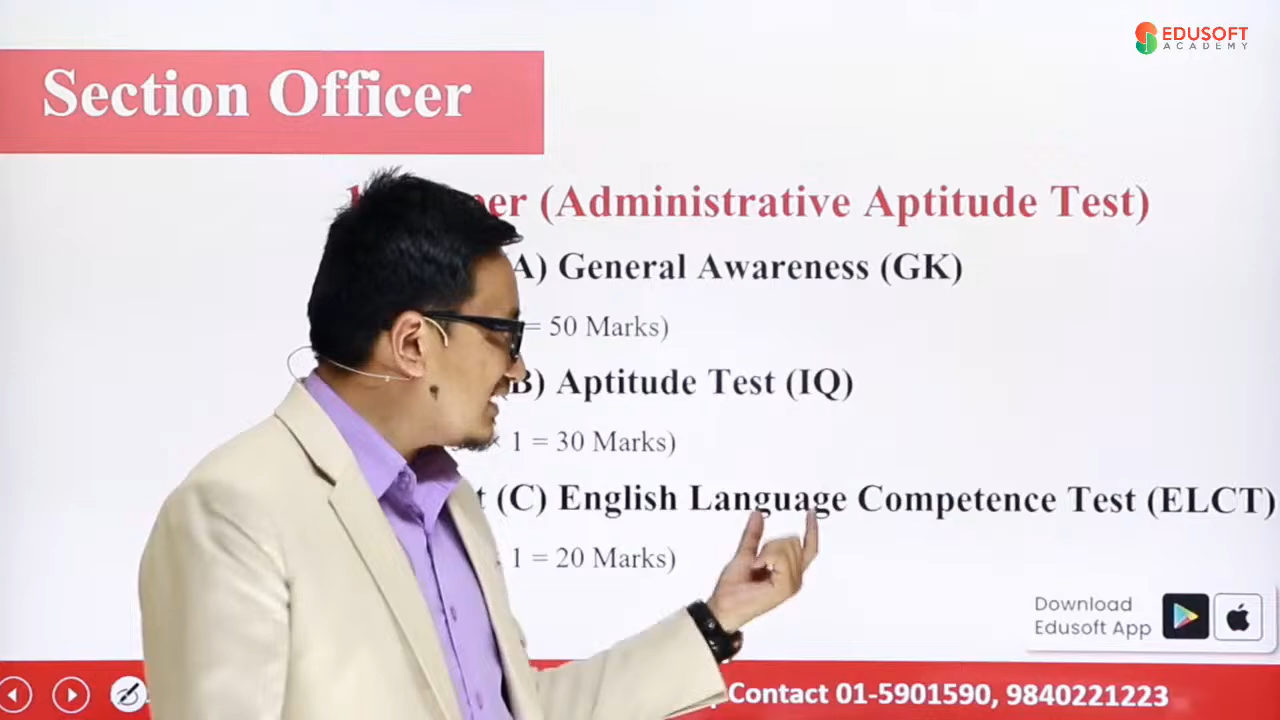 EDUSOFT
ACADEMY
Section Officer
(Administrative Aptitude Test)
A) General Awareness (GK)
= 50 Marks)
B) Aptitude Test (IQ)
× 1 = 30 Marks)
(C) English Language Competence Test (ELCT)
1 = 20 Marks)
Download
Edusoft App
Contact 01-5901590, 9840221223